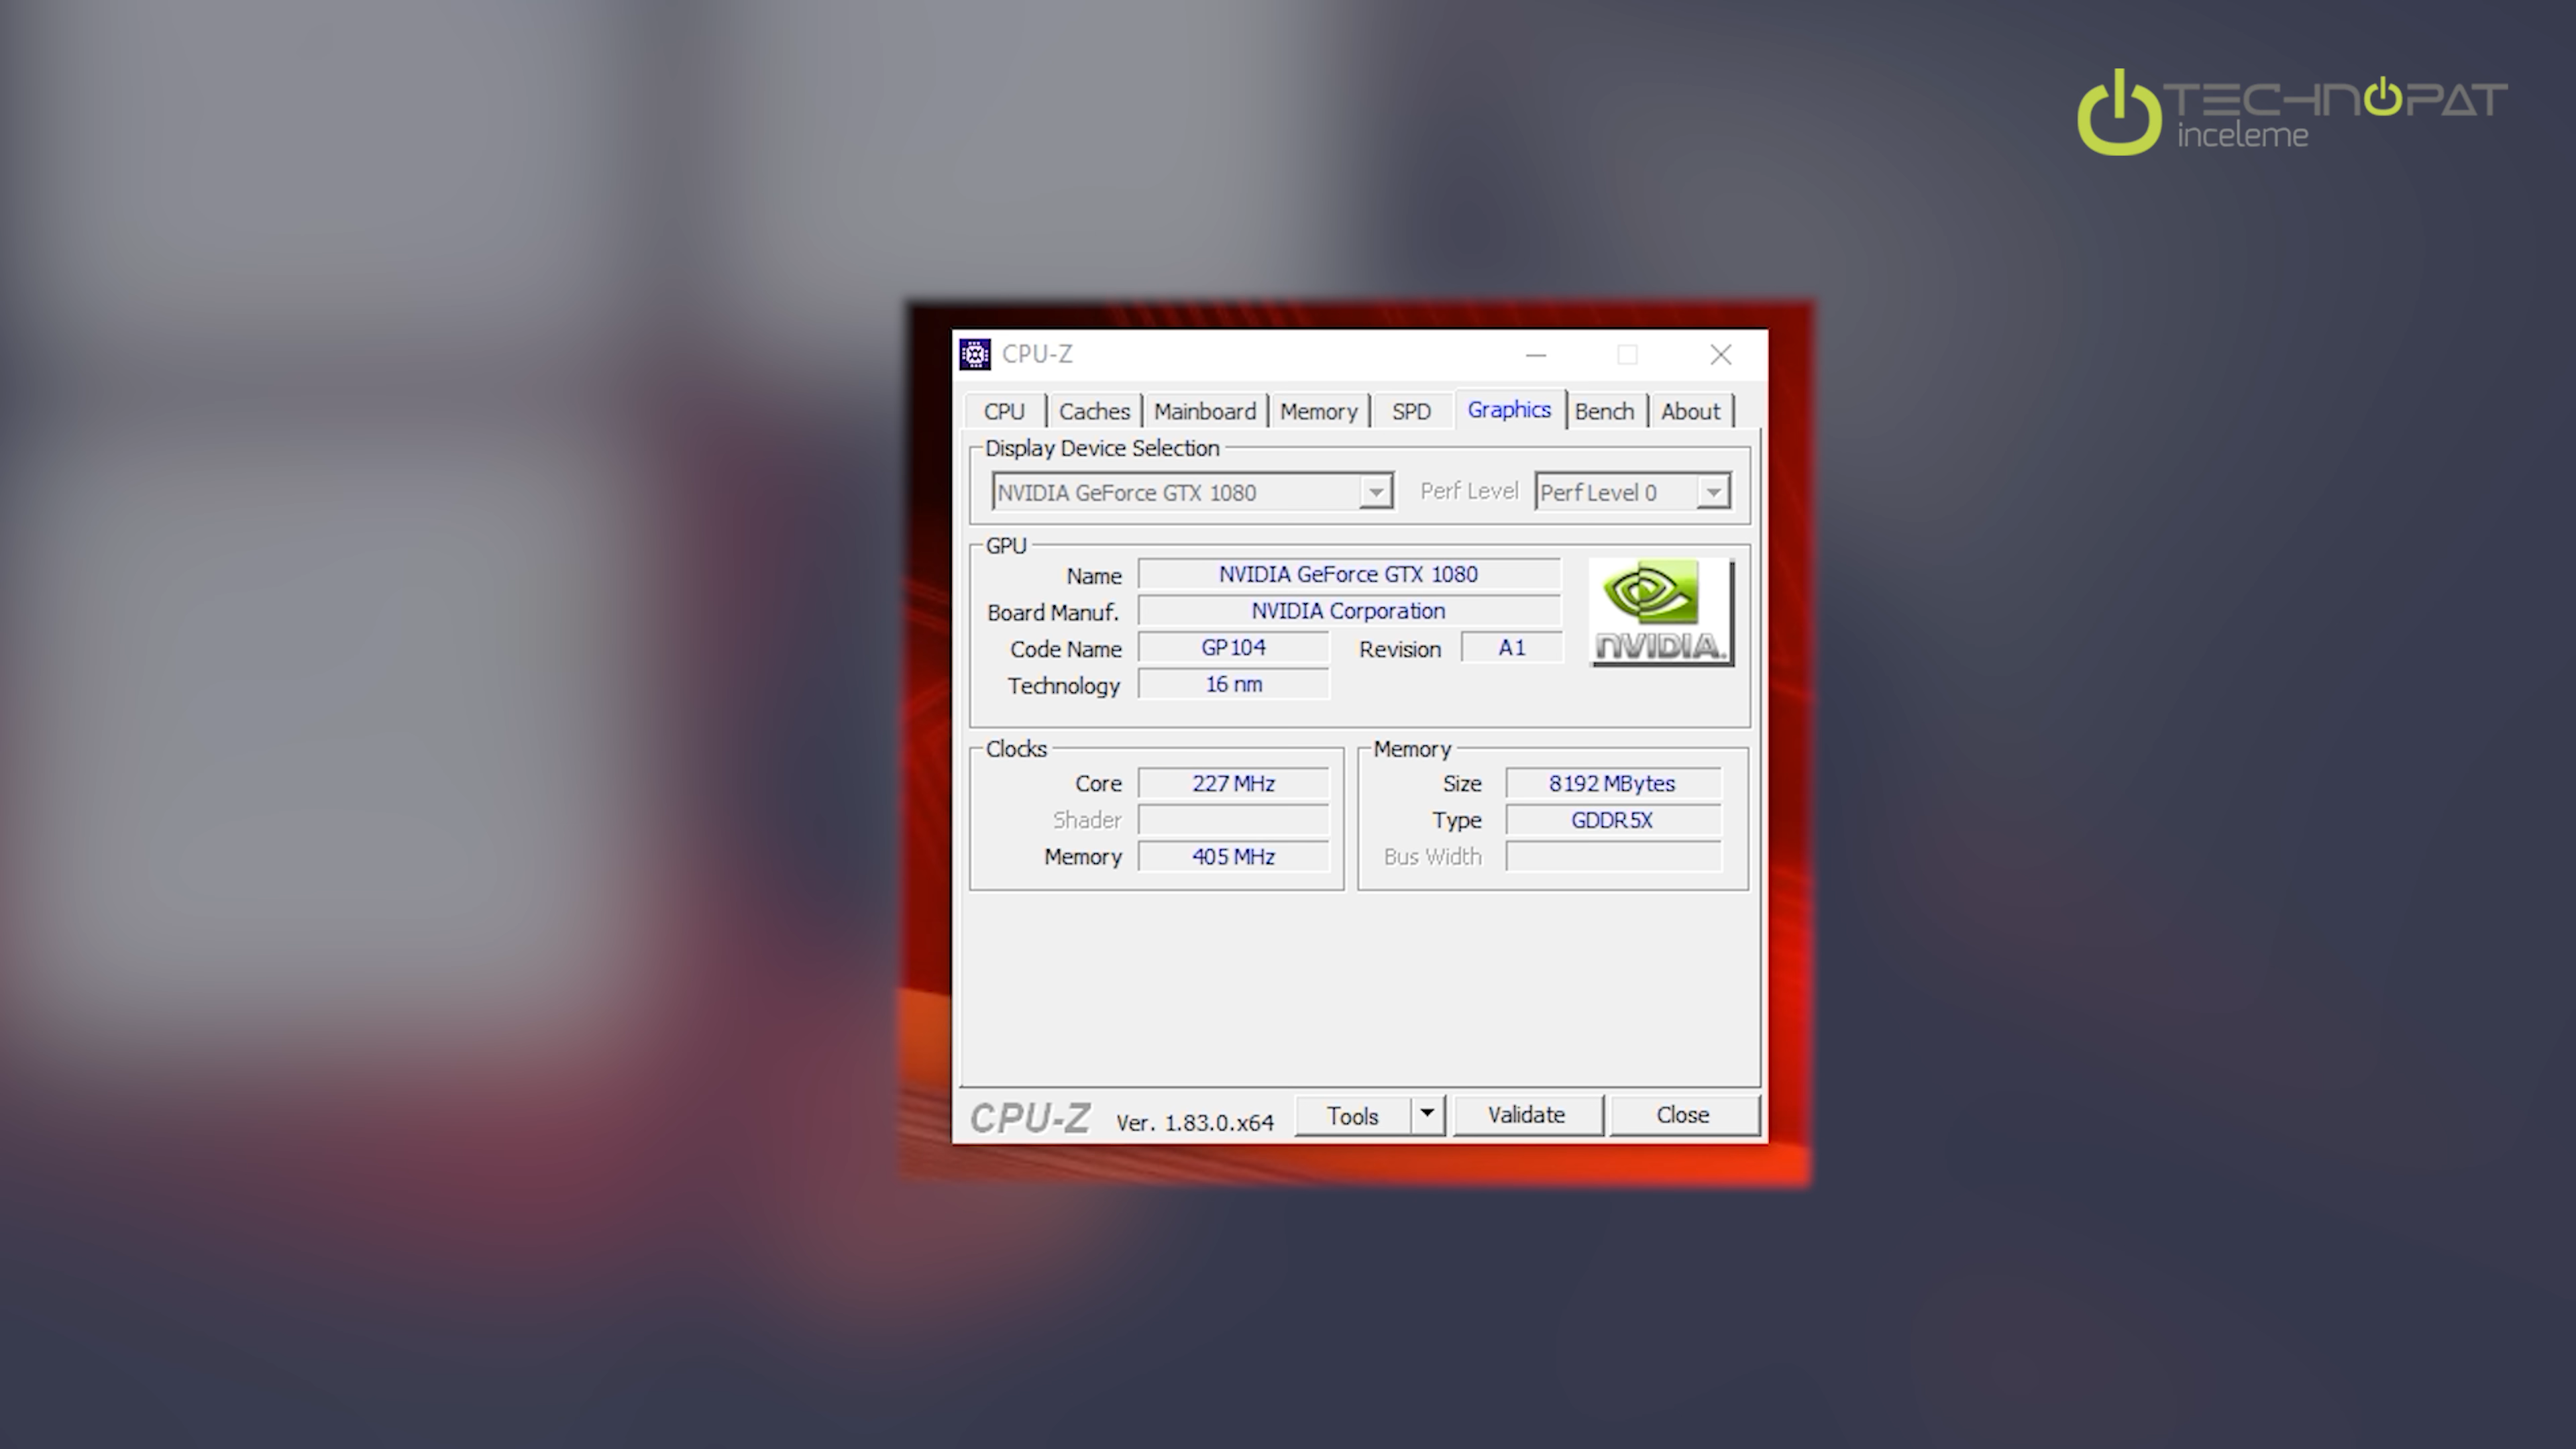 TECHNOPAT
inceleme
CPU-Z
CPU Caches Mainboard Memory SPD Graphics Bench About
Display Device Selection
NVIDIA GeForce GTX 1080 Perf Level Perf Level 0
GPU
Name NVIDIA GeForce GTX 1080
Board Manuf. NVIDIA Corporation
Code Name GP104 Revision A1
Technology 16 nm
NVIDIA.
Clocks
Core 227 MHz
Shader
Memory 405 MHz
Memory
Size 8192 MBytes
Type GDDR5X
Bus Width
CPU-Z Ver. 1.83.0.x64 Tools Validate Close